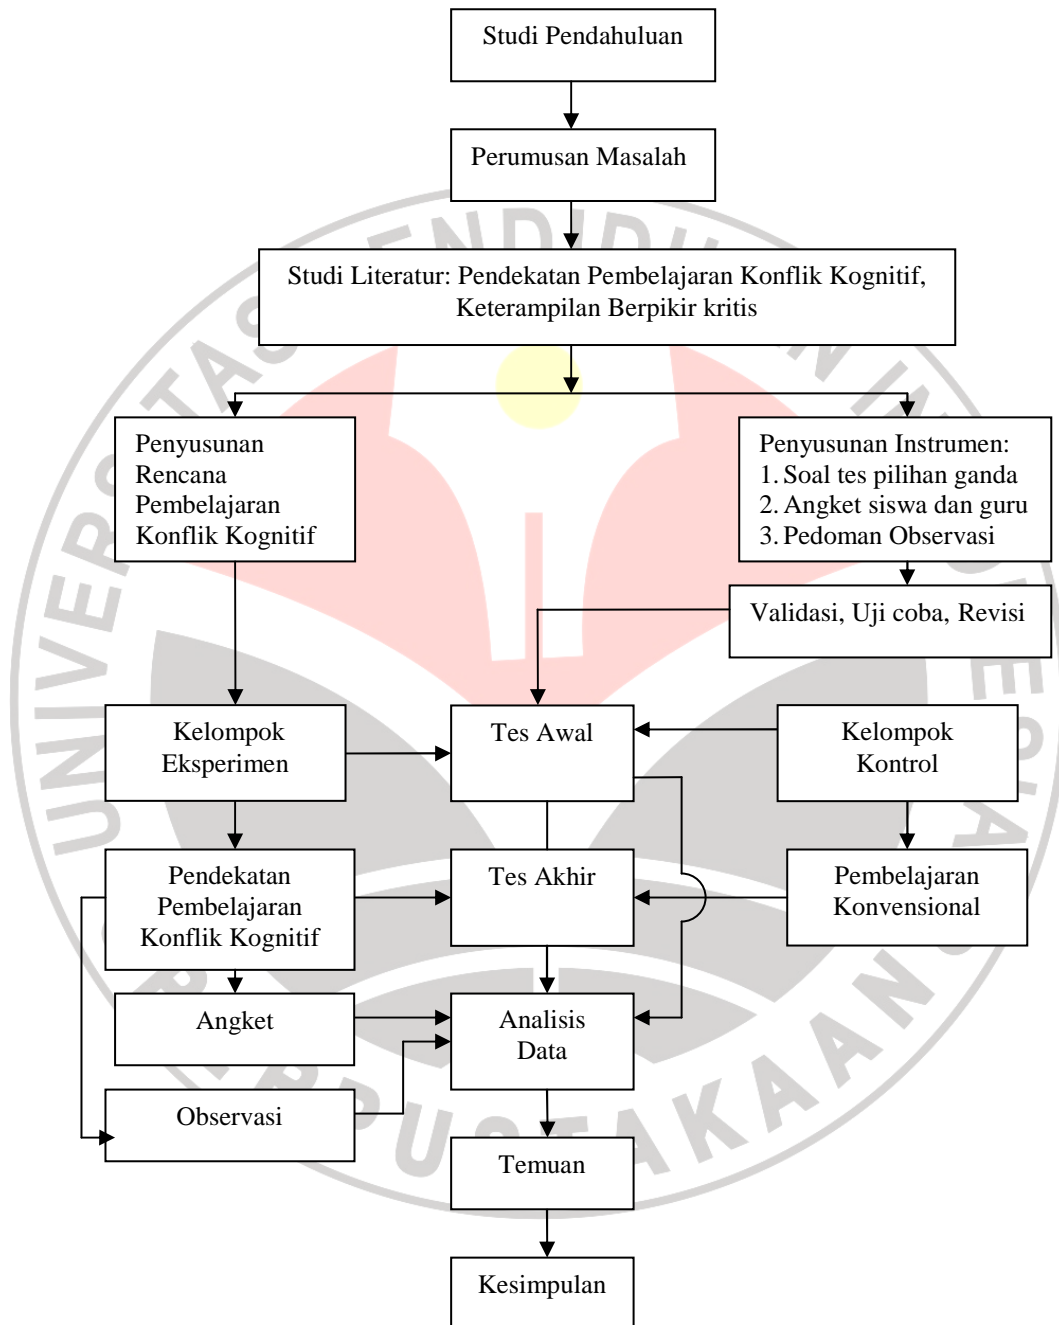 Studi Pendahuluan
Perumusan Masalah
Studi Literatur: Pendekatan Pembelajaran Konflik Kognitif,
Keterampilan Berpikir kritis
Penyusunan
Rencana
Pembelajaran
Konflik Kognitif
Penyusunan Instrumen:
1. Soal tes pilihan ganda
2. Angket siswa dan guru
3. Pedoman Observasi
Validasi, Uji coba, Revisi
Kelompok
Eksperimen
Tes Awal
Kelompok
Kontrol
Pendekatan
Pembelajaran
Konflik Kognitif
Tes Akhir
Pembelajaran
Konvensional
Angket
Analisis
Data
Observasi
Temuan
Kesimpulan